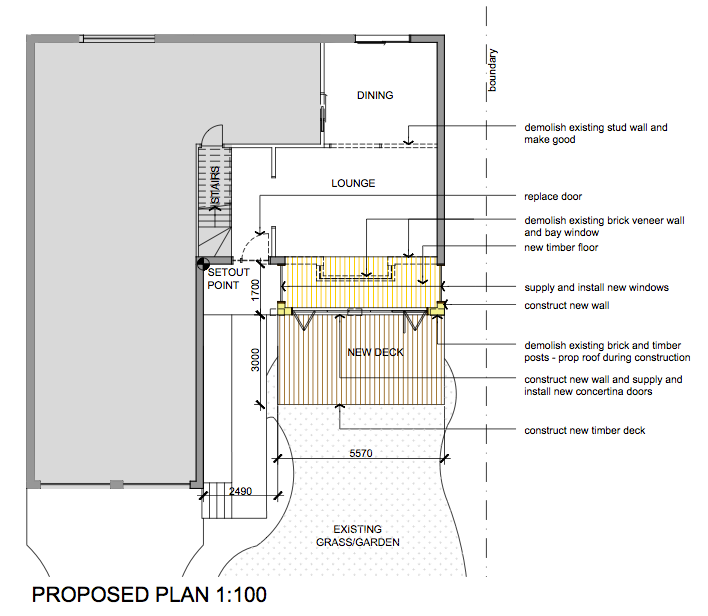 boundary
DINING
demolish existing stud wall and
make good
STAIRS
LOUNGE
replace door
demolish existing brick veneer wall
and bay window
new timber floor
SETOUT
POINT
1700
supply and install new windows
construct new wall
3000
NEW DECK
demolish existing brick and timber
posts - prop roof during construction
construct new wall and supply and
install new concertina doors
construct new timber deck
5570
2490
EXISTING
GRASS/GARDEN
PROPOSED PLAN 1:100